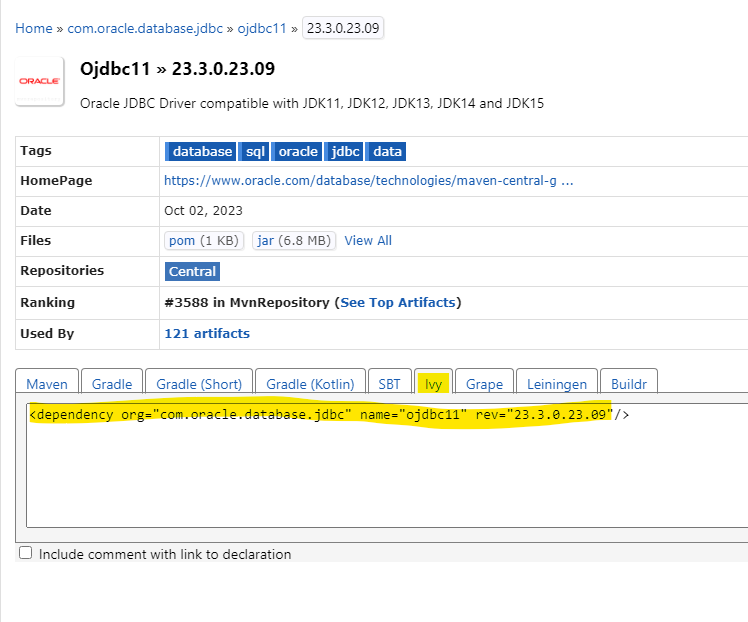 Home » com.oracle.database.jdbc » ojdbc11 » 23.3.0.23.09
ORACLE
Ojdbc11 » 23.3.0.23.09
Oracle JDBC Driver compatible with JDK11, JDK12, JDK13, JDK14 and JDK15
Tags database sql oracle jdbc data
HomePage https://www.oracle.com/database/technologies/maven-central-g ...
Date Oct 02, 2023
Files pom (1 KB) jar (6.8 MB) View All
Repositories Central
Ranking #3588 in MvnRepository (See Top Artifacts)
Used By 121 artifacts
Maven Gradle Gradle (Short) Gradle (Kotlin) SBT Ivy Grape Leiningen Buildr
<dependency org="com.oracle.database.jdbc" name="ojdbc11" rev="23.3.0.23.09"/>
Include comment with link to declaration